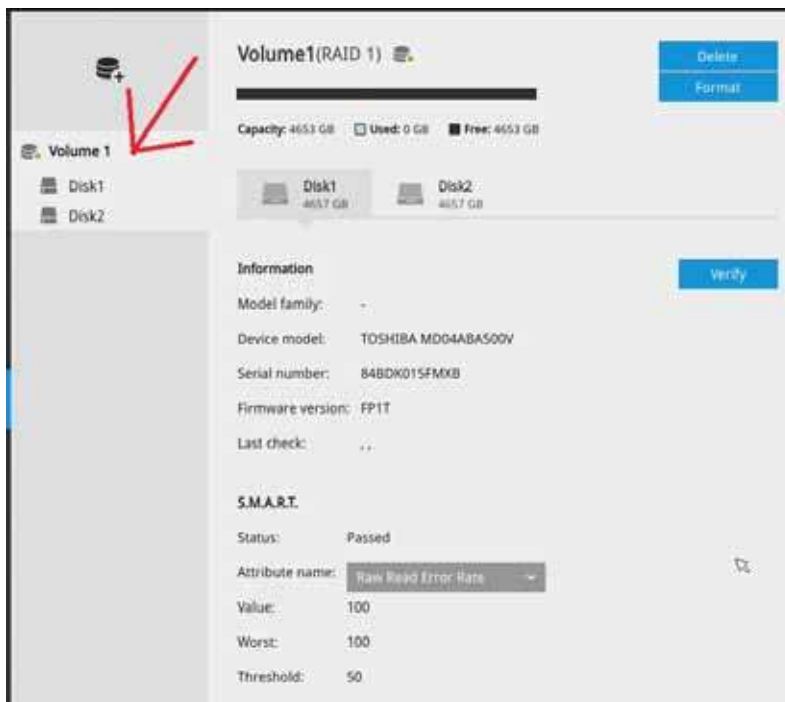 Volume1(RAID 1)
Delete
Format
Capacity: 4653 GB Used: 0 GB Free: 4653 GB
Volume 1
Disk1
Disk2
Disk1
4657 GB
Disk2
4657 GB
Information
Verify
Model family: -
Device model: TOSHIBA MD04ABA500V
Serial number: 84BDK01SFMXB
Firmware version: FP1T
Last check: , ,
S.M.A.R.T.
Status: Passed
Attribute name: Raw Read Error Rate
Value: 100
Worst: 100
Threshold: 50